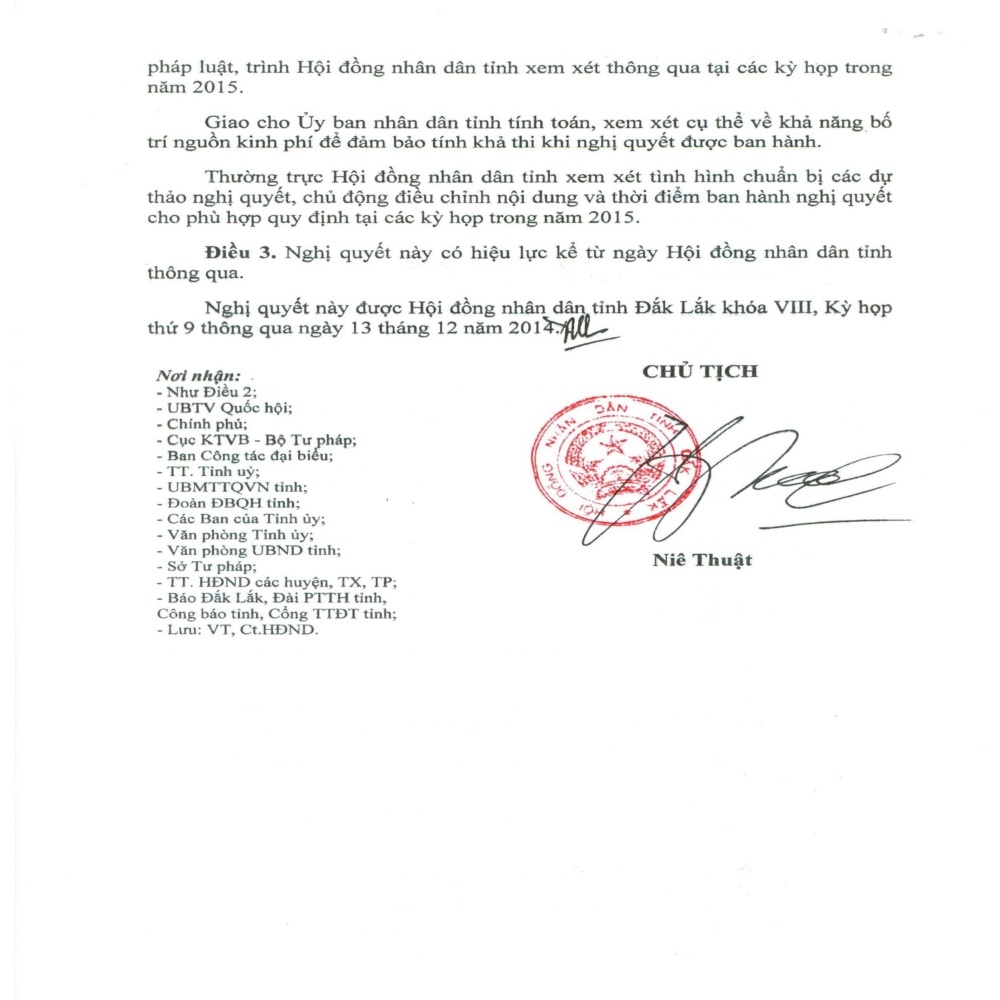 pháp luật, trình Hội đồng nhân dân tỉnh xem xét thông qua tại các kỳ họp trong
năm 2015.
Giao cho Ủy ban nhân dân tỉnh tính toán, xem xét cụ thể về khả năng bố
trí nguồn kinh phí để đảm bảo tính khả thi khi nghị quyết được ban hành.
Thường trực Hội đồng nhân dân tỉnh xem xét tình hình chuẩn bị các dự
thảo nghị quyết, chủ động điều chỉnh nội dung và thời điểm ban hành nghị quyết
cho phù hợp quy định tại các kỳ họp trong năm 2015.
Điều 3. Nghị quyết này có hiệu lực kể từ ngày Hội đồng nhân dân tỉnh
thông qua.
Nghị quyết này được Hội đồng nhân dân tỉnh Đắk Lắk khóa VIII, Kỳ họp
thứ 9 thông qua ngày 13 tháng 12 năm 2014.
Nơi nhận:
- Như Điều 2;
- UBTV Quốc hội;
- Chính phủ;
- Cục KTVB - Bộ Tư pháp;
- Ban Công tác đại biểu;
- TT. Tỉnh uỷ;
- UBMTTQVN tỉnh;
- Đoàn ĐBQH tỉnh;
- Các Ban của Tỉnh ủy;
- Văn phòng Tỉnh ủy;
- Văn phòng UBND tỉnh;
- Sở Tư pháp;
- TT. HĐND các huyện, TX, TP;
- Báo Đắk Lắk, Đài PTTH tỉnh,
Công báo tỉnh, Cổng TTĐT tỉnh;
- Lưu: VT, Ct.HĐND.
CHỦ TỊCH
HỘI ĐỒNG NHÂN DÂN TỈNH ĐẮK LẮK
Niê Thuật